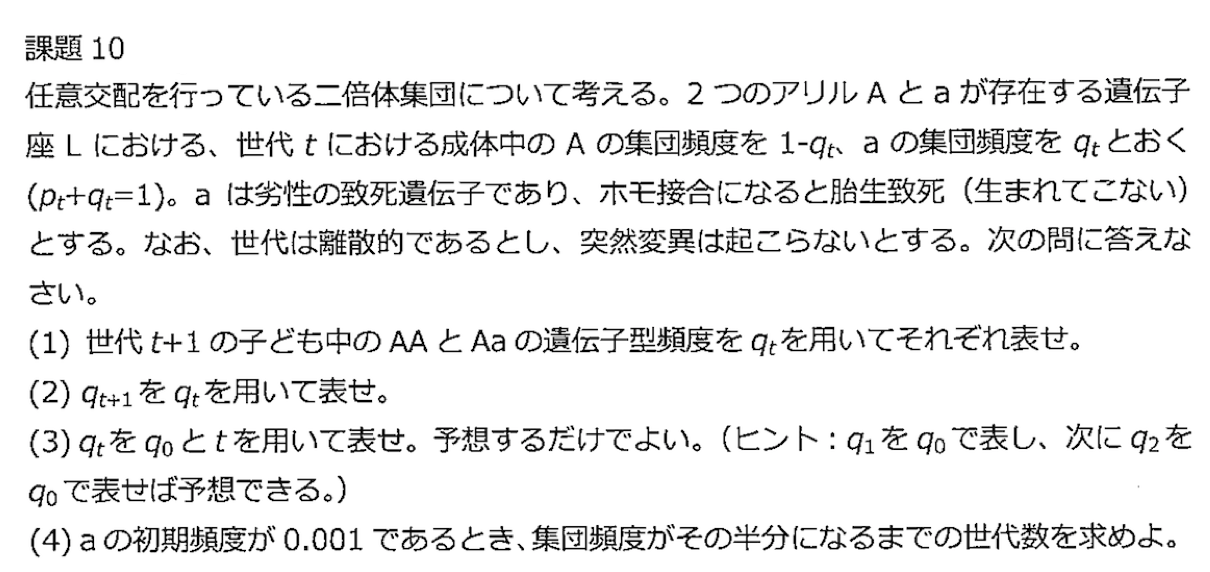 課題 10
任意交配を行っている二倍体集団について考える。2 つのアリル A と a が存在する遺伝子
座 L における、世代 t における成体中の A の集団頻度を 1-qt、a の集団頻度を qt とおく
(pt+qt=1)。a は劣性の致死遺伝子であり、ホモ接合になると胎生致死（生まれてこない）
とする。なお、世代は離散的であるとし、突然変異は起こらないとする。次の問に答えな
さい。
(1) 世代 t+1 の子ども中の AA と Aa の遺伝子型頻度を qt を用いてそれぞれ表せ。
(2) qt+1 を qt を用いて表せ。
(3) qt を q0 と t を用いて表せ。予想するだけでよい。（ヒント：q1 を q0 で表し、次に q2 を
q0 で表せば予想できる。）
(4) a の初期頻度が 0.001 であるとき、集団頻度がその半分になるまでの世代数を求めよ。